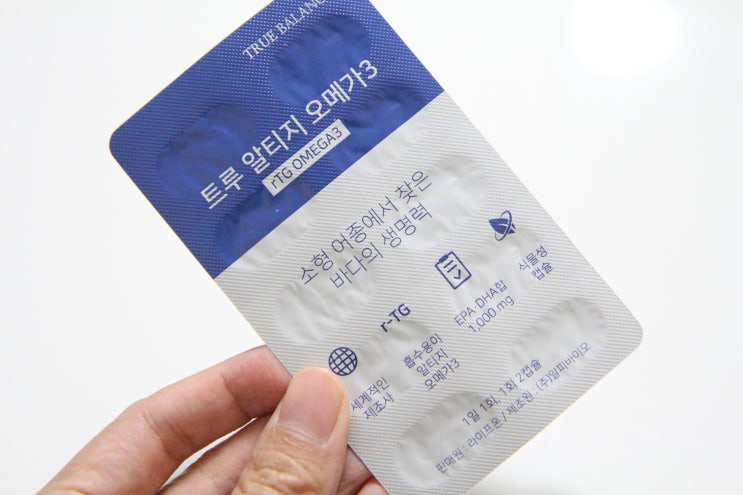 TRUE BALANC
트루 알티지 오메가3
rTG OMEGA3
소형 어종에서 찾은
바다의 생명력
세계적인
제조사
r-TG
흡수용이
알티지
오메가3
EPA·DHA합
1,000 mg
식물성
캡슐
1일 1회, 1회 2캡슐
판매원 : 라이프온 / 제조원 : (주)알피바이오